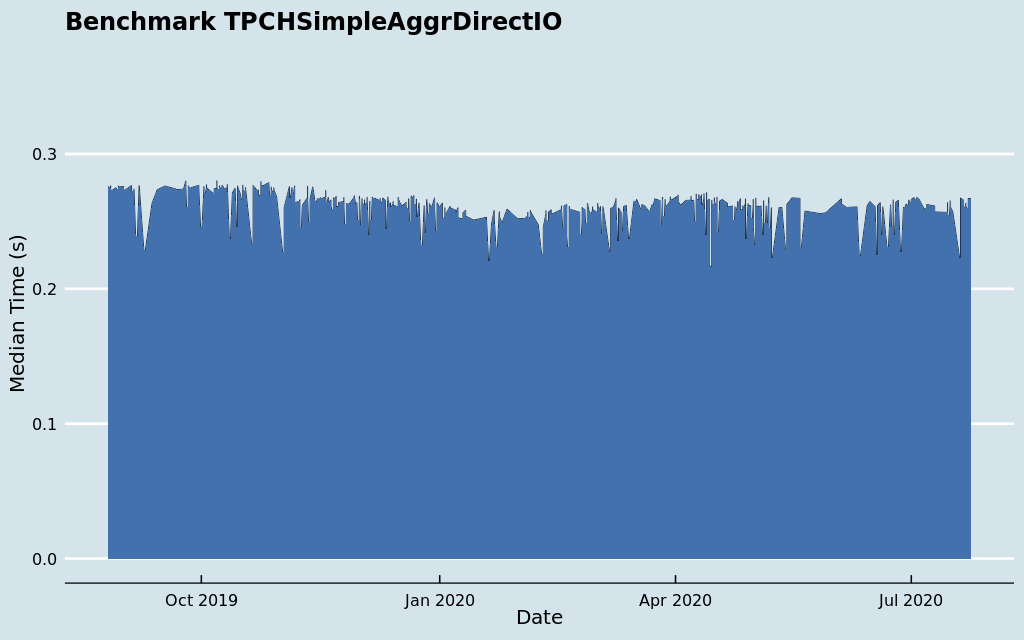 Benchmark TPCHSimpleAggrDirectIO
Median Time (s)
0.3
0.2
0.1
0.0
Oct 2019
Jan 2020
Apr 2020
Jul 2020
Date